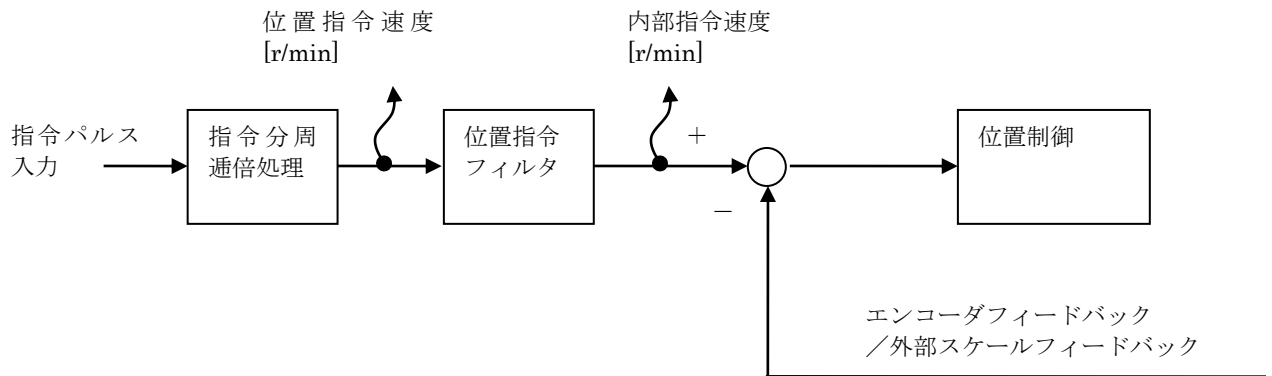 位置指令速度
[r/min]
内部指令速度
[r/min]
指令パルス
入力
指令分周
逓倍処理
位置指令
フィルタ
＋
－
位置制御
エンコーダフィードバック
／外部スケールフィードバック